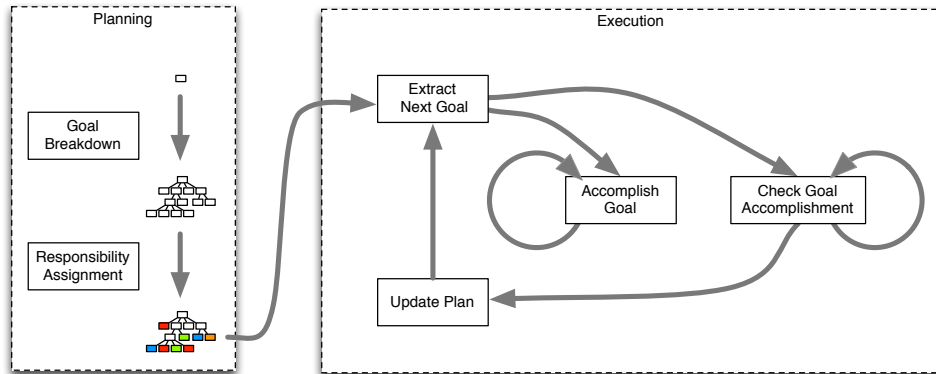 Planning
Goal
Breakdown
Responsibility
Assignment
Execution
Extract
Next Goal
Accomplish
Goal
Check Goal
Accomplishment
Update Plan